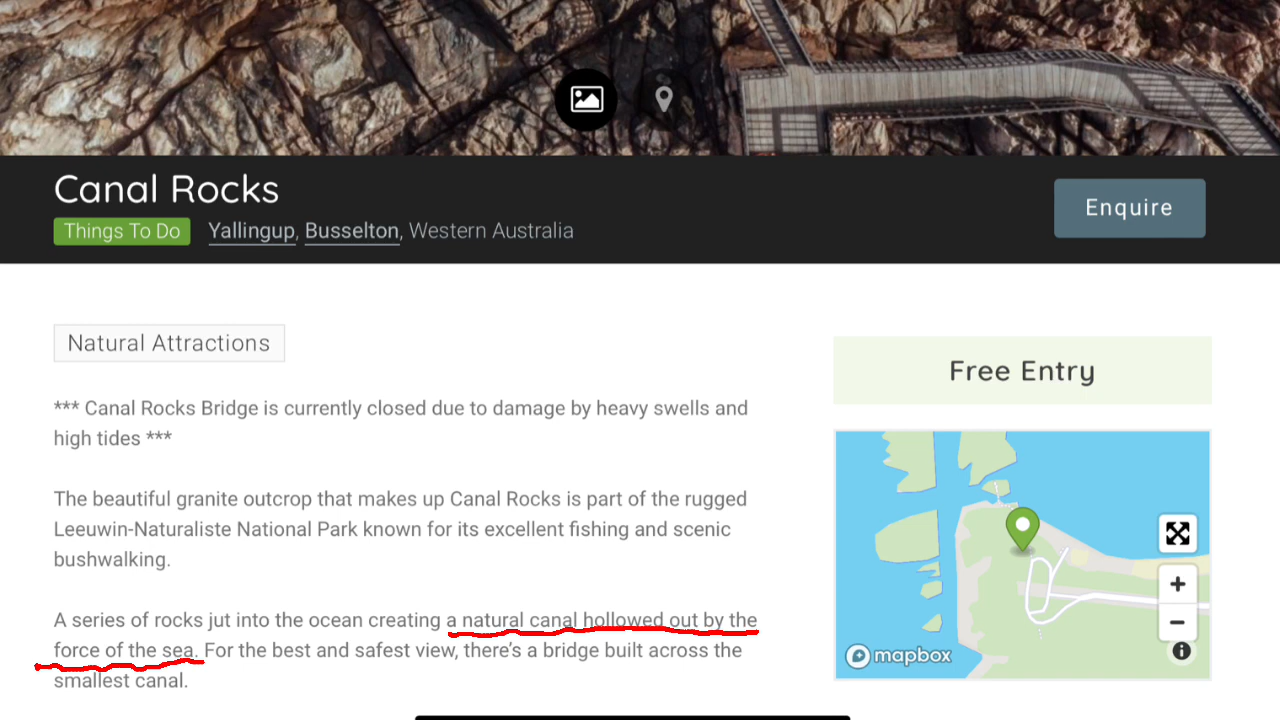 Canal Rocks
Enquire
Things To Do Yallingup, Busselton, Western Australia
Natural Attractions
Free Entry
*** Canal Rocks Bridge is currently closed due to damage by heavy swells and
high tides ***
The beautiful granite outcrop that makes up Canal Rocks is part of the rugged
Leeuwin-Naturaliste National Park known for its excellent fishing and scenic
bushwalking.
A series of rocks jut into the ocean creating a natural canal hollowed out by the
force of the sea. For the best and safest view, there's a bridge built across the
smallest canal.
mapbox